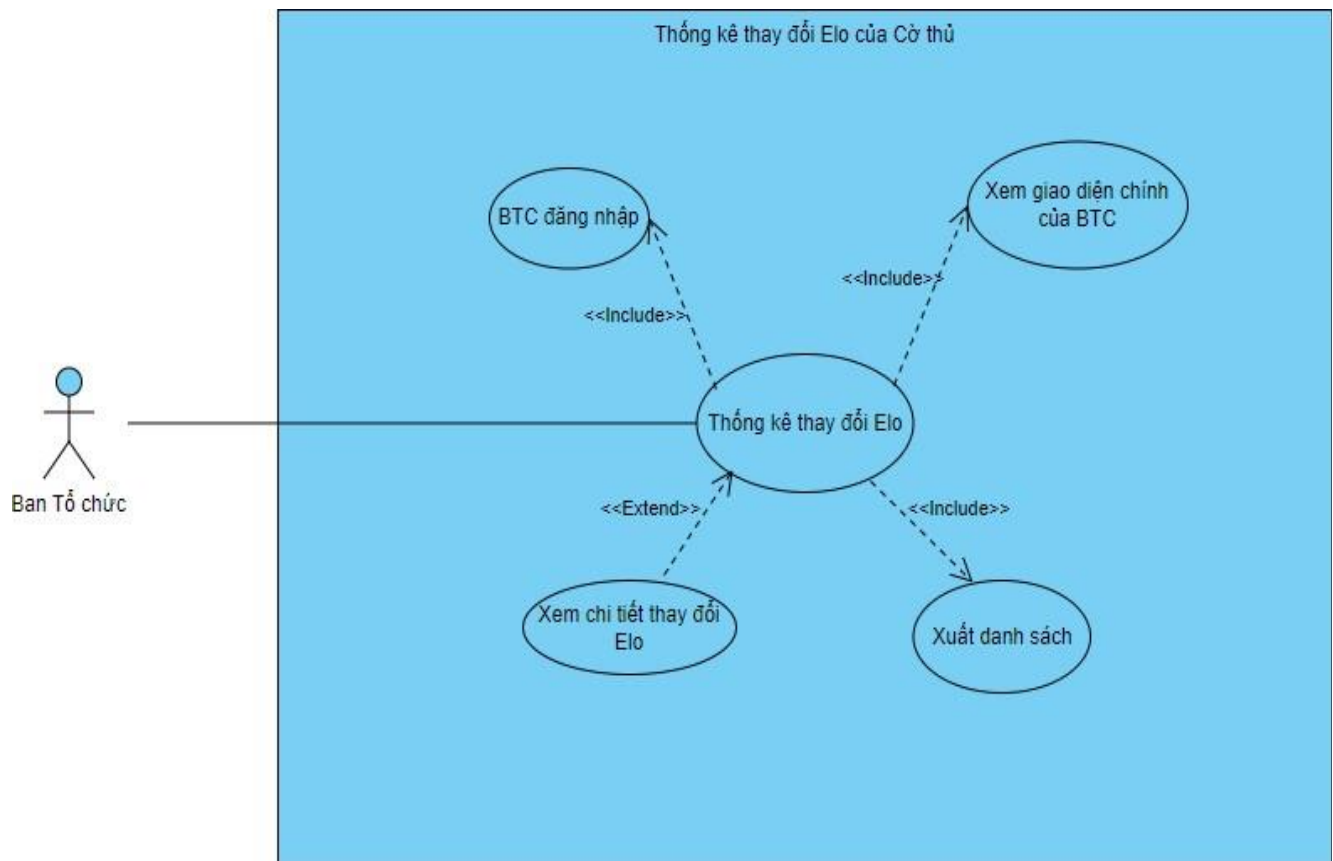 Thống kê thay đổi Elo của Cờ thủ
BTC đăng nhập
Xem giao diện chính
của BTC
<<Include>>
<<Include>>
Thống kê thay đổi Elo
Ban Tổ chức
<<Extend>>
<<Include>>
Xem chi tiết thay đổi
Elo
Xuất danh sách